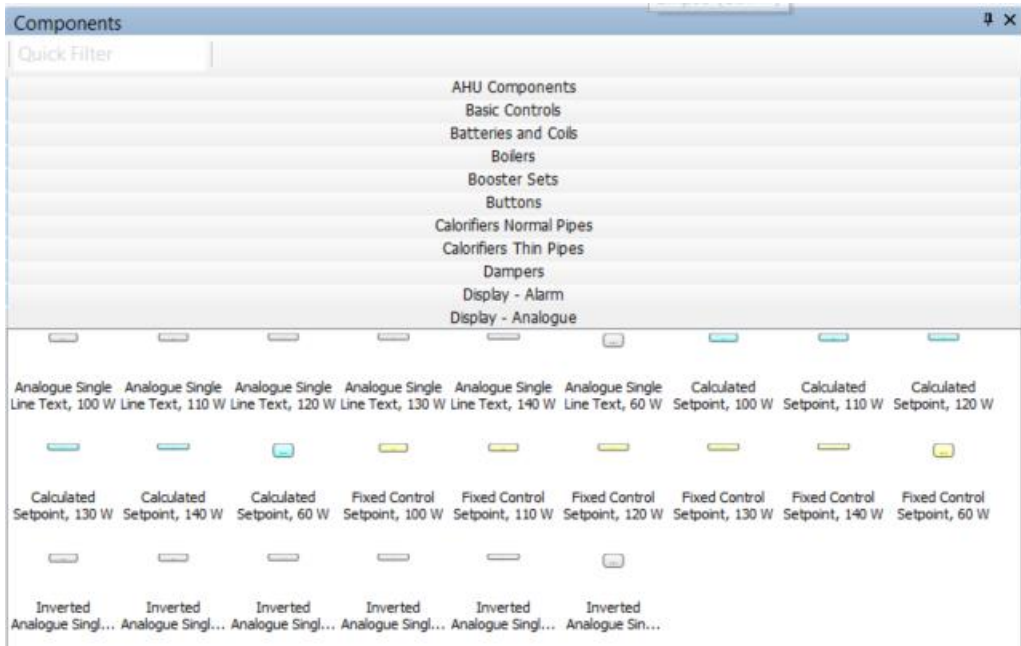 Components
Quick Filter
AHU Components
Basic Controls
Batteries and Coils
Boilers
Booster Sets
Buttons
Calorifiers Normal Pipes
Calorifiers Thin Pipes
Dampers
Display - Alarm
Display - Analogue
Analogue Single Analogue Single Analogue Single Analogue Single Analogue Single Analogue Single Calculated Calculated Calculated
Line Text, 100 W Line Text, 110 W Line Text, 120 W Line Text, 130 W Line Text, 140 W Line Text, 60 W Setpoint, 100 W Setpoint, 110 W Setpoint, 120 W
Calculated Calculated Calculated Fixed Control Fixed Control Fixed Control Fixed Control Fixed Control Fixed Control
Setpoint, 130 W Setpoint, 140 W Setpoint, 60 W Setpoint, 100 W Setpoint, 110 W Setpoint, 120 W Setpoint, 130 W Setpoint, 140 W Setpoint, 60 W
Inverted Inverted Inverted Inverted Inverted Inverted
Analogue Singl... Analogue Singl... Analogue Singl... Analogue Singl... Analogue Singl... Analogue Sin...